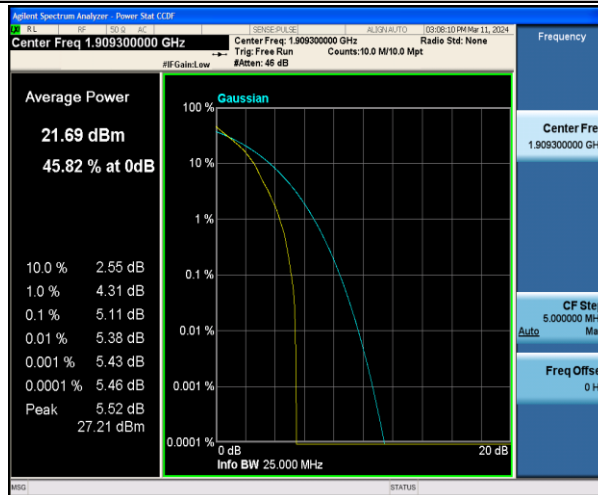 Agilent Spectrum Analyzer - Power Stat CCDF
RL RF 50 Ω AC SENSE:PULSE ALIGN AUTO 03:08:10 PM Mar 11, 2024
Center Freq 1.909300000 GHz
Center Freq: 1.909300000 GHz Radio Std: None
Trig: Free Run Counts:10.0 M/10.0 Mpt
#IFGain:Low #Atten: 46 dB
Frequency
Average Power
21.69 dBm
45.82 % at 0dB
10.0 % 2.55 dB
1.0 % 4.31 dB
0.1 % 5.11 dB
0.01 % 5.38 dB
0.001 % 5.43 dB
0.0001 % 5.46 dB
Peak 5.52 dB
27.21 dBm
Gaussian
100 %
10 %
1 %
0.1 %
0.01 %
0.001 %
0.0001 %
0 dB 20 dB
Info BW 25.000 MHz
Center Fre
1.909300000 GH
CF Ste
5.000000 MH
Auto Ma
Freq Offse
0 H
MSG STATUS